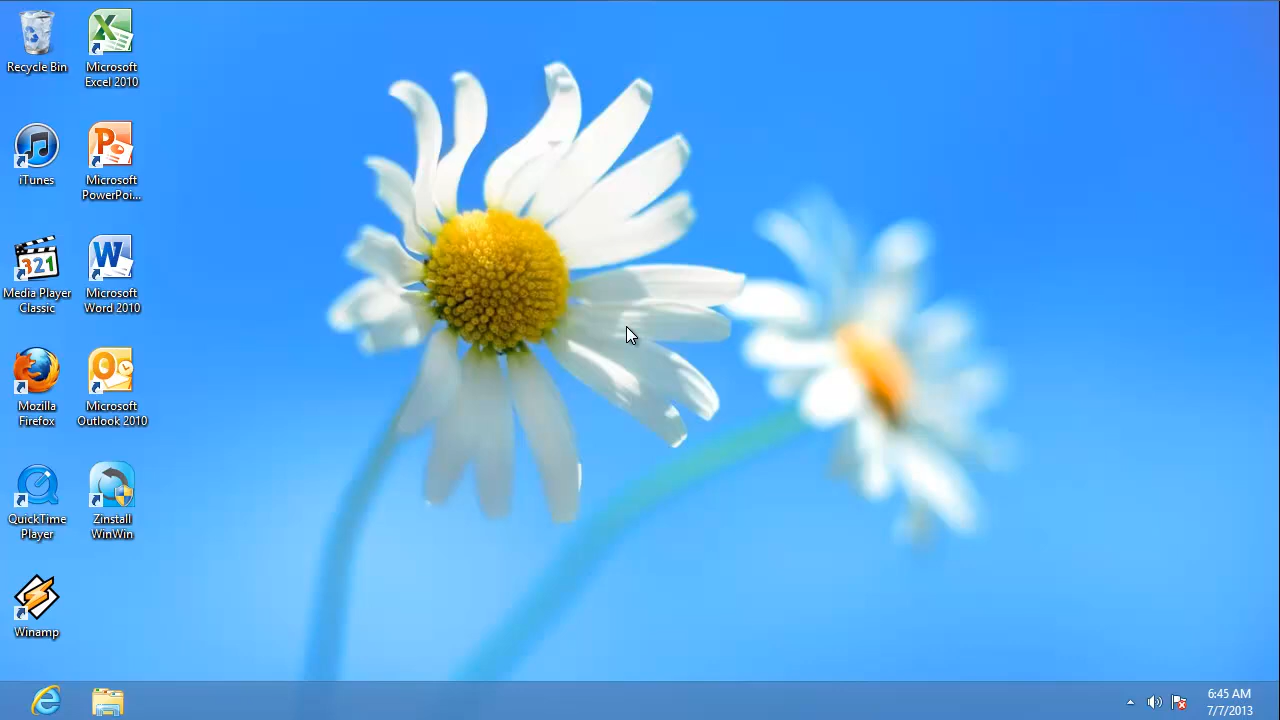 Recycle Bin
Microsoft
Excel 2010
iTunes
Microsoft
PowerPoi...
321
Media Player
Classic
Microsoft
Word 2010
Mozilla
Firefox
Microsoft
Outlook 2010
QuickTime
Player
Zinstall
WinWin
Winamp
6:45 AM
7/7/2013